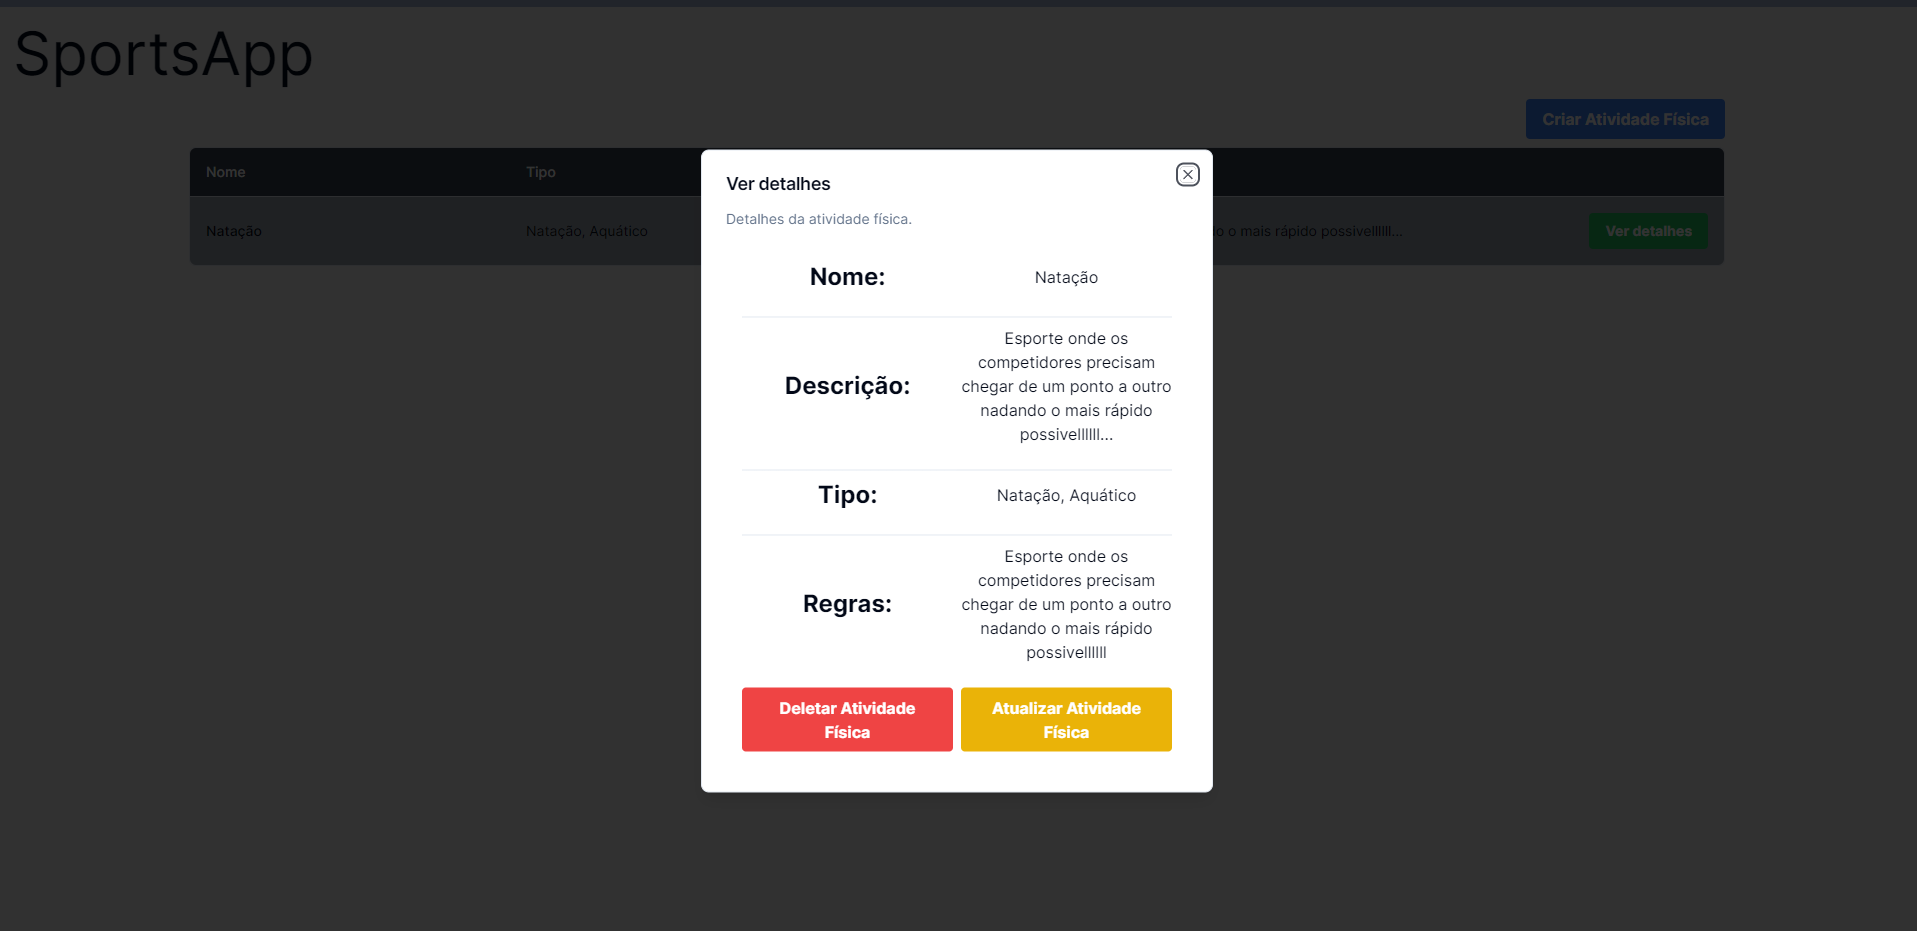 SportsApp
Criar Atividade Física
Nome Tipo
Natação Natação, Aquático o mais rápido possivelllllll... Ver detalhes
Ver detalhes
Detalhes da atividade física.
Nome: Natação
Descrição:
Esporte onde os
competidores precisam
chegar de um ponto a outro
nadando o mais rápido
possivelllllll...
Tipo: Natação, Aquático
Regras:
Esporte onde os
competidores precisam
chegar de um ponto a outro
nadando o mais rápido
possivelllllll
Deletar Atividade
Física
Atualizar Atividade
Física